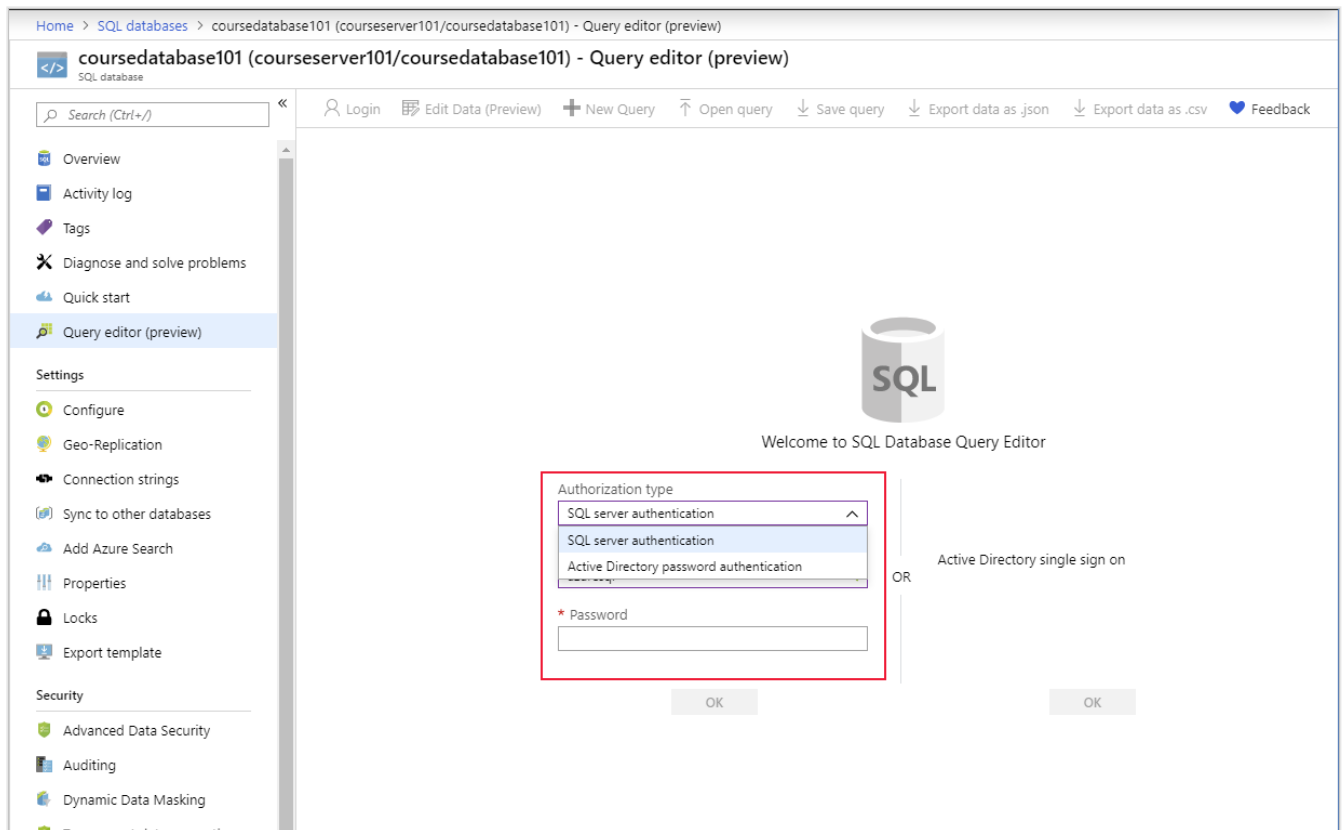 Home > SQL databases > coursedatabase101 (courseserver101/coursedatabase101) - Query editor (preview)
coursedatabase101 (courseserver101/coursedatabase101) - Query editor (preview)
SQL database
Search (Ctrl+/)
«
Login
Edit Data (Preview)
New Query
Open query
Save query
Export data as .json
Export data as .csv
Feedback
Overview
Activity log
Tags
Diagnose and solve problems
Quick start
Query editor (preview)
Settings
Configure
Geo-Replication
Connection strings
Sync to other databases
Add Azure Search
Properties
Locks
Export template
Security
Advanced Data Security
Auditing
Dynamic Data Masking
SQL
Welcome to SQL Database Query Editor
Authorization type
SQL server authentication
SQL server authentication
Active Directory password authentication
* Password
OK
OR
Active Directory single sign on
OK